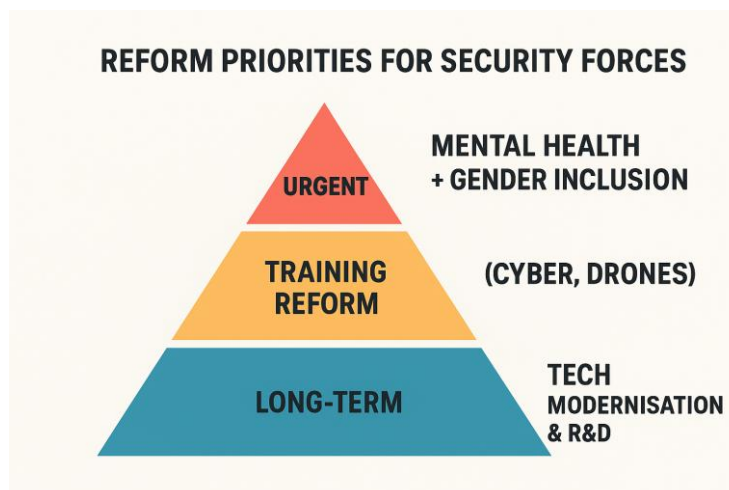 REFORM PRIORITIES FOR SECURITY FORCES
URGENT
MENTAL HEALTH
+ GENDER INCLUSION
TRAINING
REFORM
(CYBER, DRONES)
LONG-TERM
TECH
MODERNISATION
& R&D